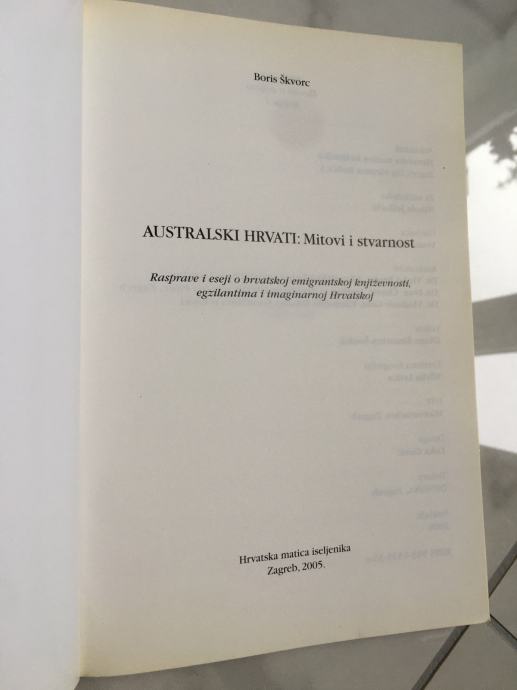 Boris Škvorc
AUSTRALSKI HRVATI: Mitovi i stvarnost
Rasprave i eseji o hrvatskoj emigrantskoj književnosti,
egzilantima i imaginarnoj Hrvatskoj
Hrvatska matica iseljenika
Zagreb, 2005.